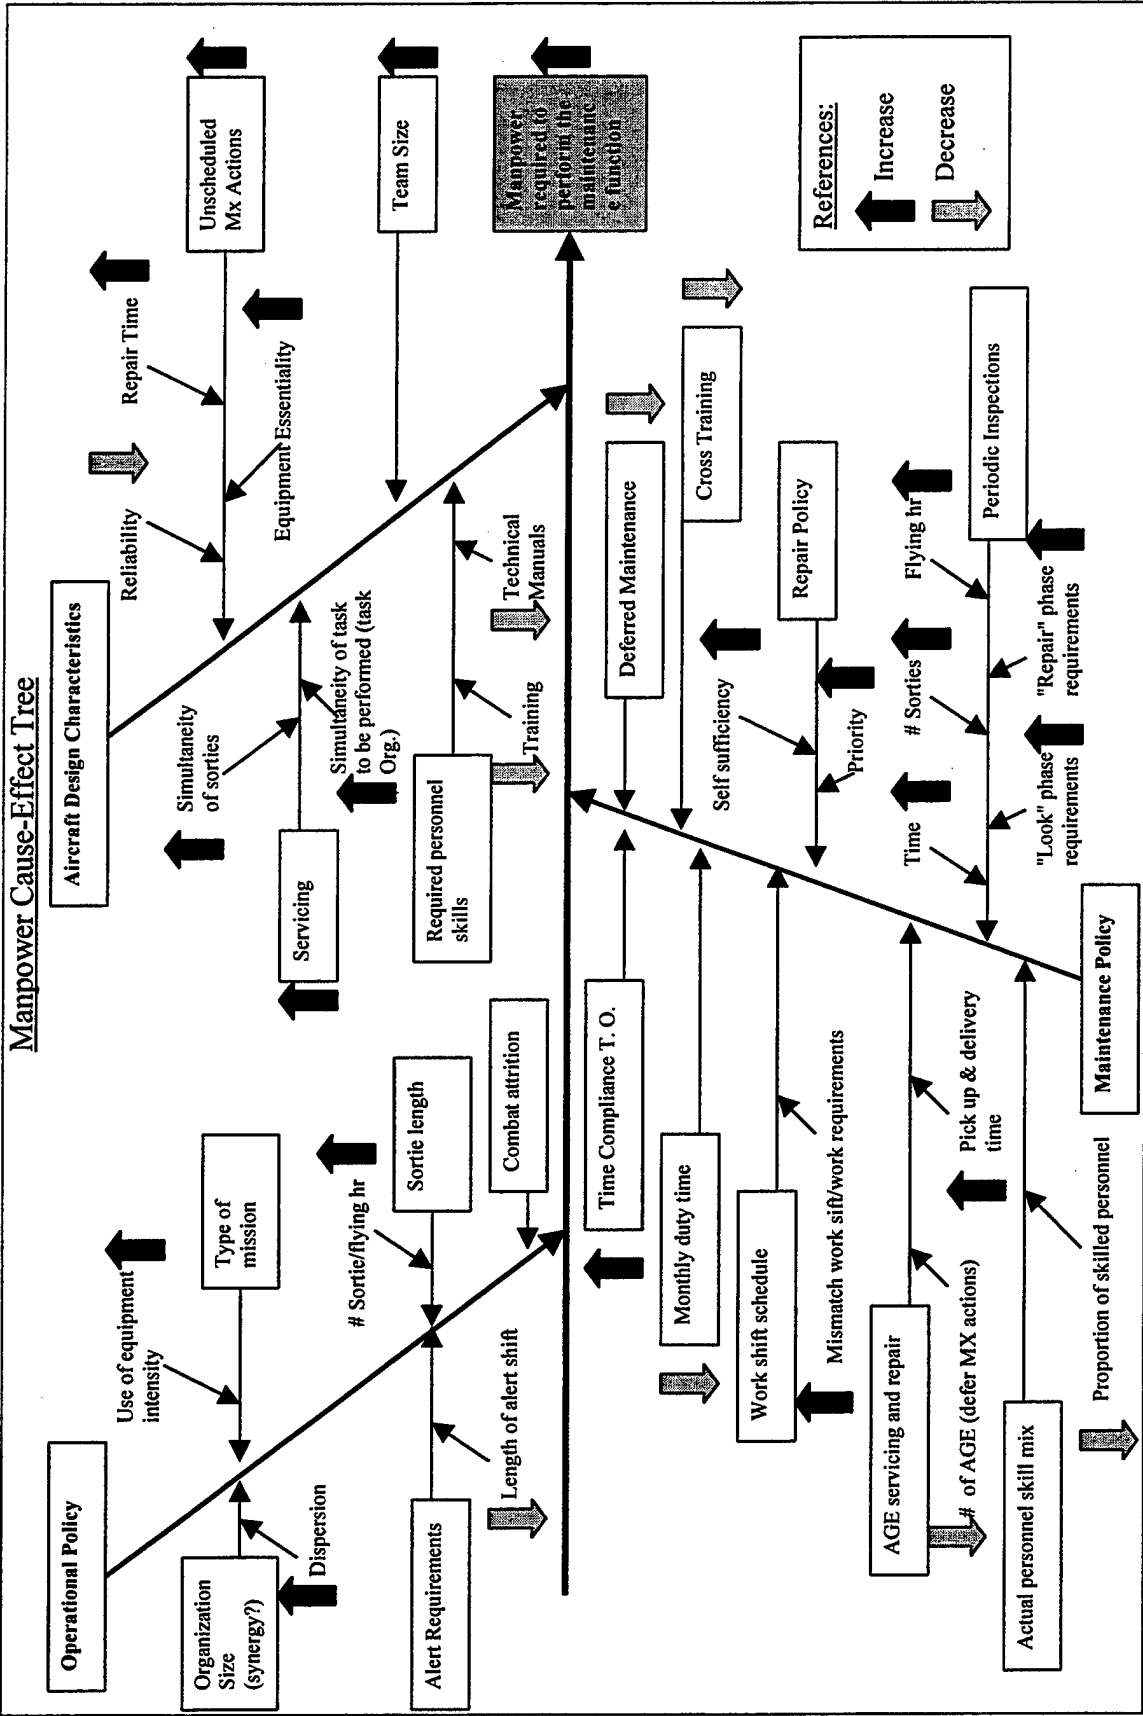 Manpower Cause-Effect Tree
Operational Policy
Use of equipment
intensity
Type of
mission
Organization
Size
(synergy?)
Dispersion
# Sortie/flying hr
Sortie length
Alert Requirements
Length of alert shift
Combat attrition
Aircraft Design Characteristics
Reliability
Repair Time
Unscheduled
Mx Actions
Equipment Essentiality
Simultaneity
of sorties
Servicing
Simultaneity of task
to be performed (task
Org.)
Team Size
Required personnel
skills
Training
Technical
Manuals
Manpower
required to
perform the
maintenanc
e function
Time Compliance T. O.
Deferred Maintenance
Monthly duty time
Cross Training
Work shift schedule
Mismatch work sift/work requirements
Self sufficiency
Repair Policy
Priority
AGE servicing and repair
# of AGE (defer MX actions)
Pick up & delivery
time
Time
# Sorties
Flying hr
Periodic Inspections
"Look" phase
requirements
"Repair" phase
requirements
Actual personnel skill mix
Proportion of skilled personnel
Maintenance Policy
References:
Increase
Decrease